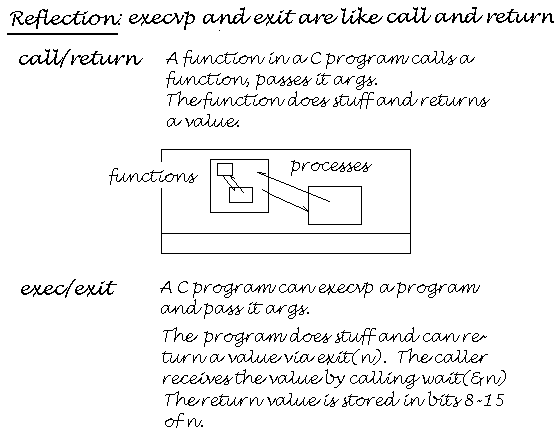 Reflection: execvp and exit are like call and return
call/return
A function in a C program calls a
function, passes it args.
The function does stuff and returns
a value.
functions
processes
exec/exit
A C program can execvp a program
and pass it args.
The program does stuff and can re-
turn a value via exit(n). The caller
receives the value by calling wait(&n)
The return value is stored in bits 8-15
of n.